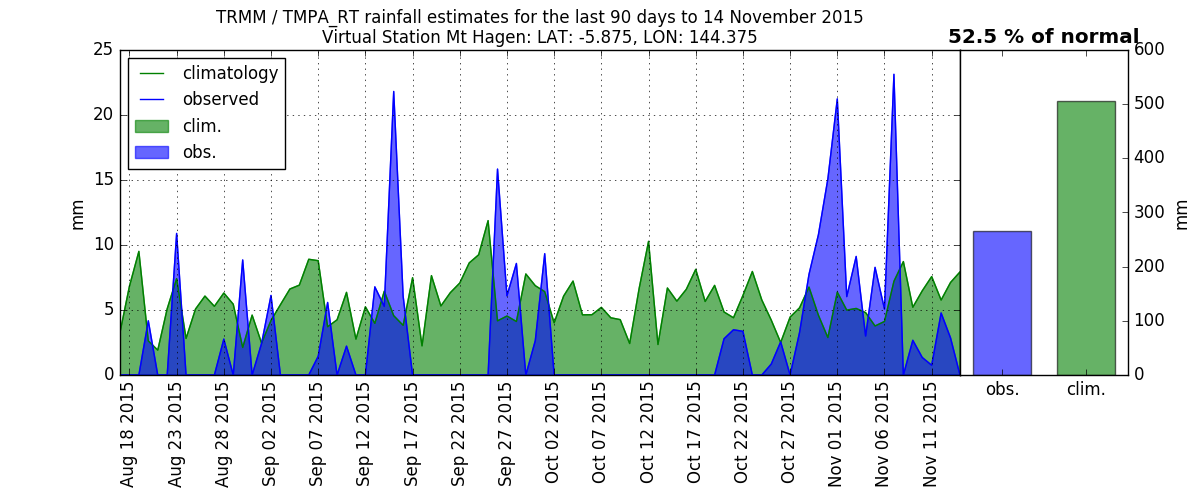 TRMM / TMPA_RT rainfall estimates for the last 90 days to 14 November 2015
Virtual Station Mt Hagen: LAT: -5.875, LON: 144.375
52.5 % of normal
climatology
observed
clim.
obs.
mm
25
20
15
10
5
0
Aug 18 2015
Aug 23 2015
Aug 28 2015
Sep 02 2015
Sep 07 2015
Sep 12 2015
Sep 17 2015
Sep 22 2015
Sep 27 2015
Oct 02 2015
Oct 07 2015
Oct 12 2015
Oct 17 2015
Oct 22 2015
Oct 27 2015
Nov 01 2015
Nov 06 2015
Nov 11 2015
obs.
clim.
600
500
400
300
200
100
0
mm